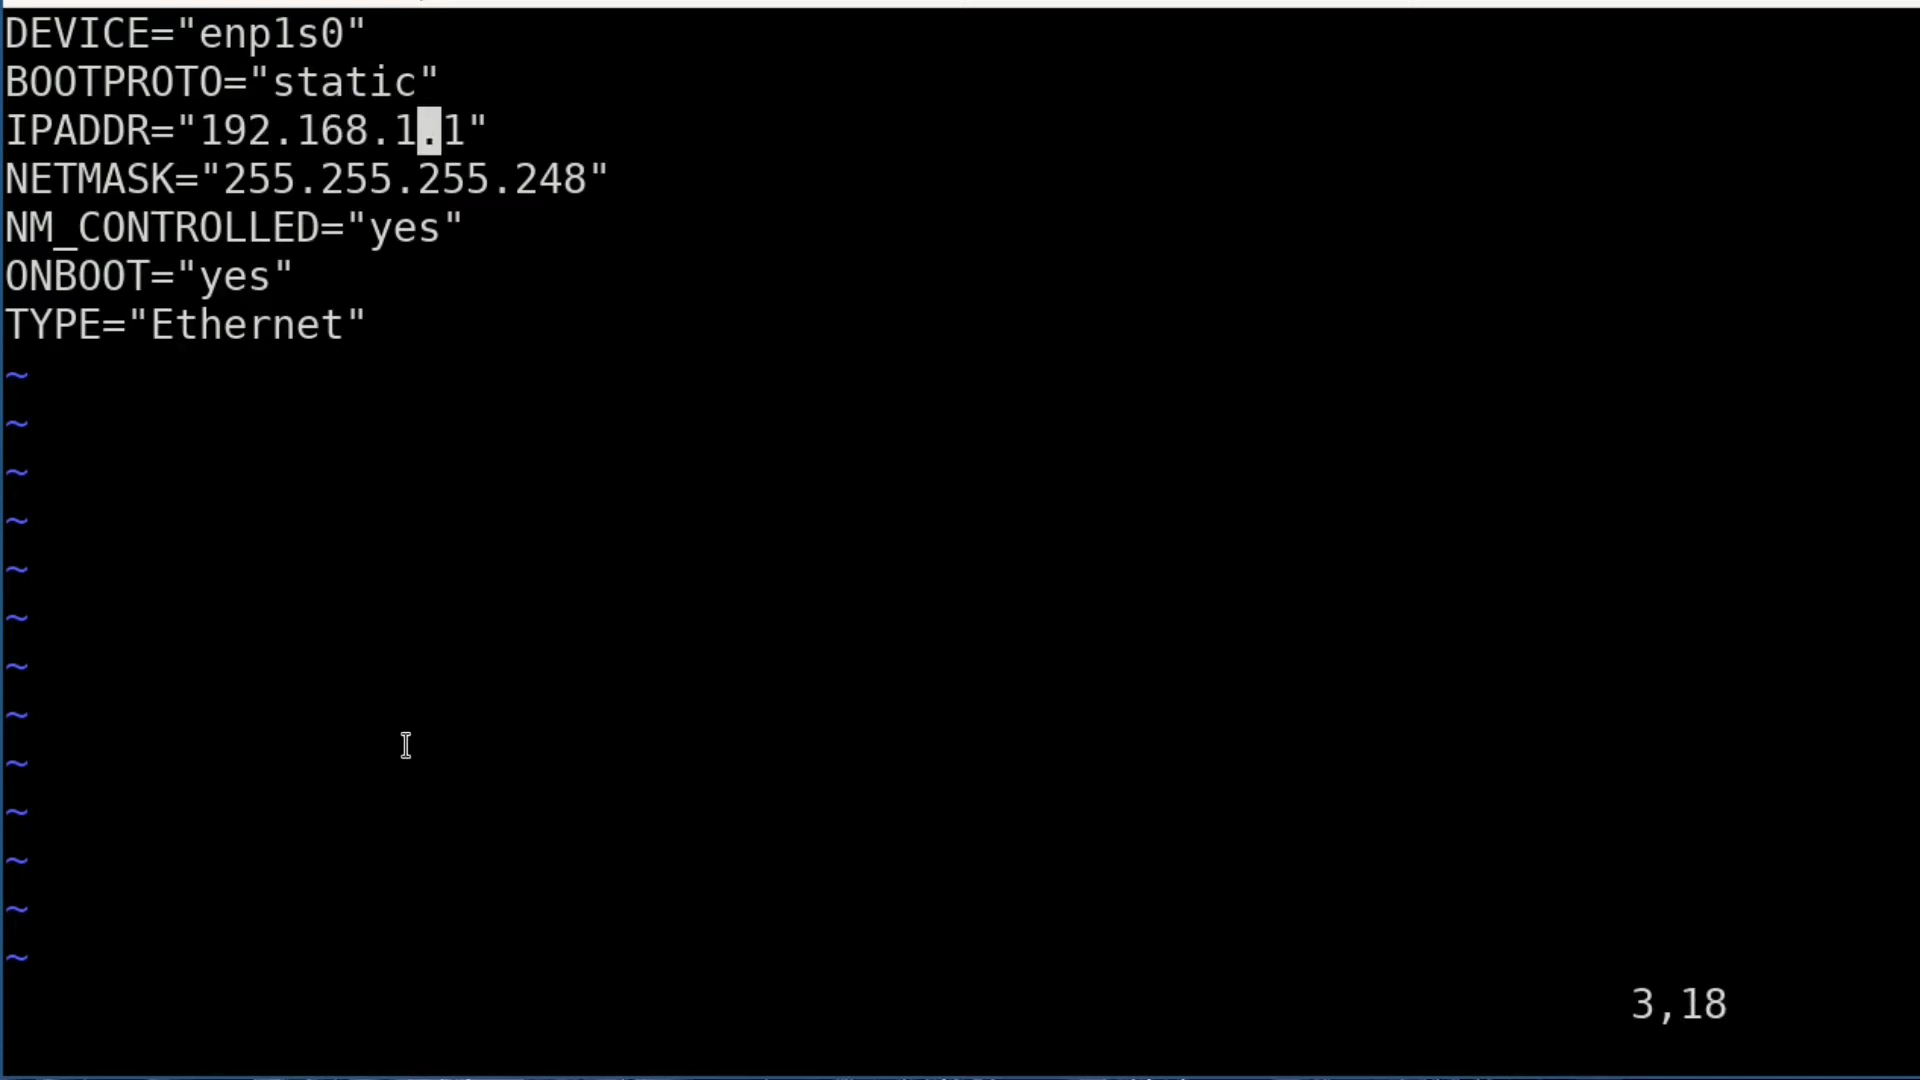 DEVICE="enp1s0"
BOOTPROTO="static"
IPADDR="192.168.1.1"
NETMASK="255.255.255.248"
NM_CONTROLLED="yes"
ONBOOT="yes"
TYPE="Ethernet"
~
~
~
~
~
~
~
~
~
~
~
~
~
3,18